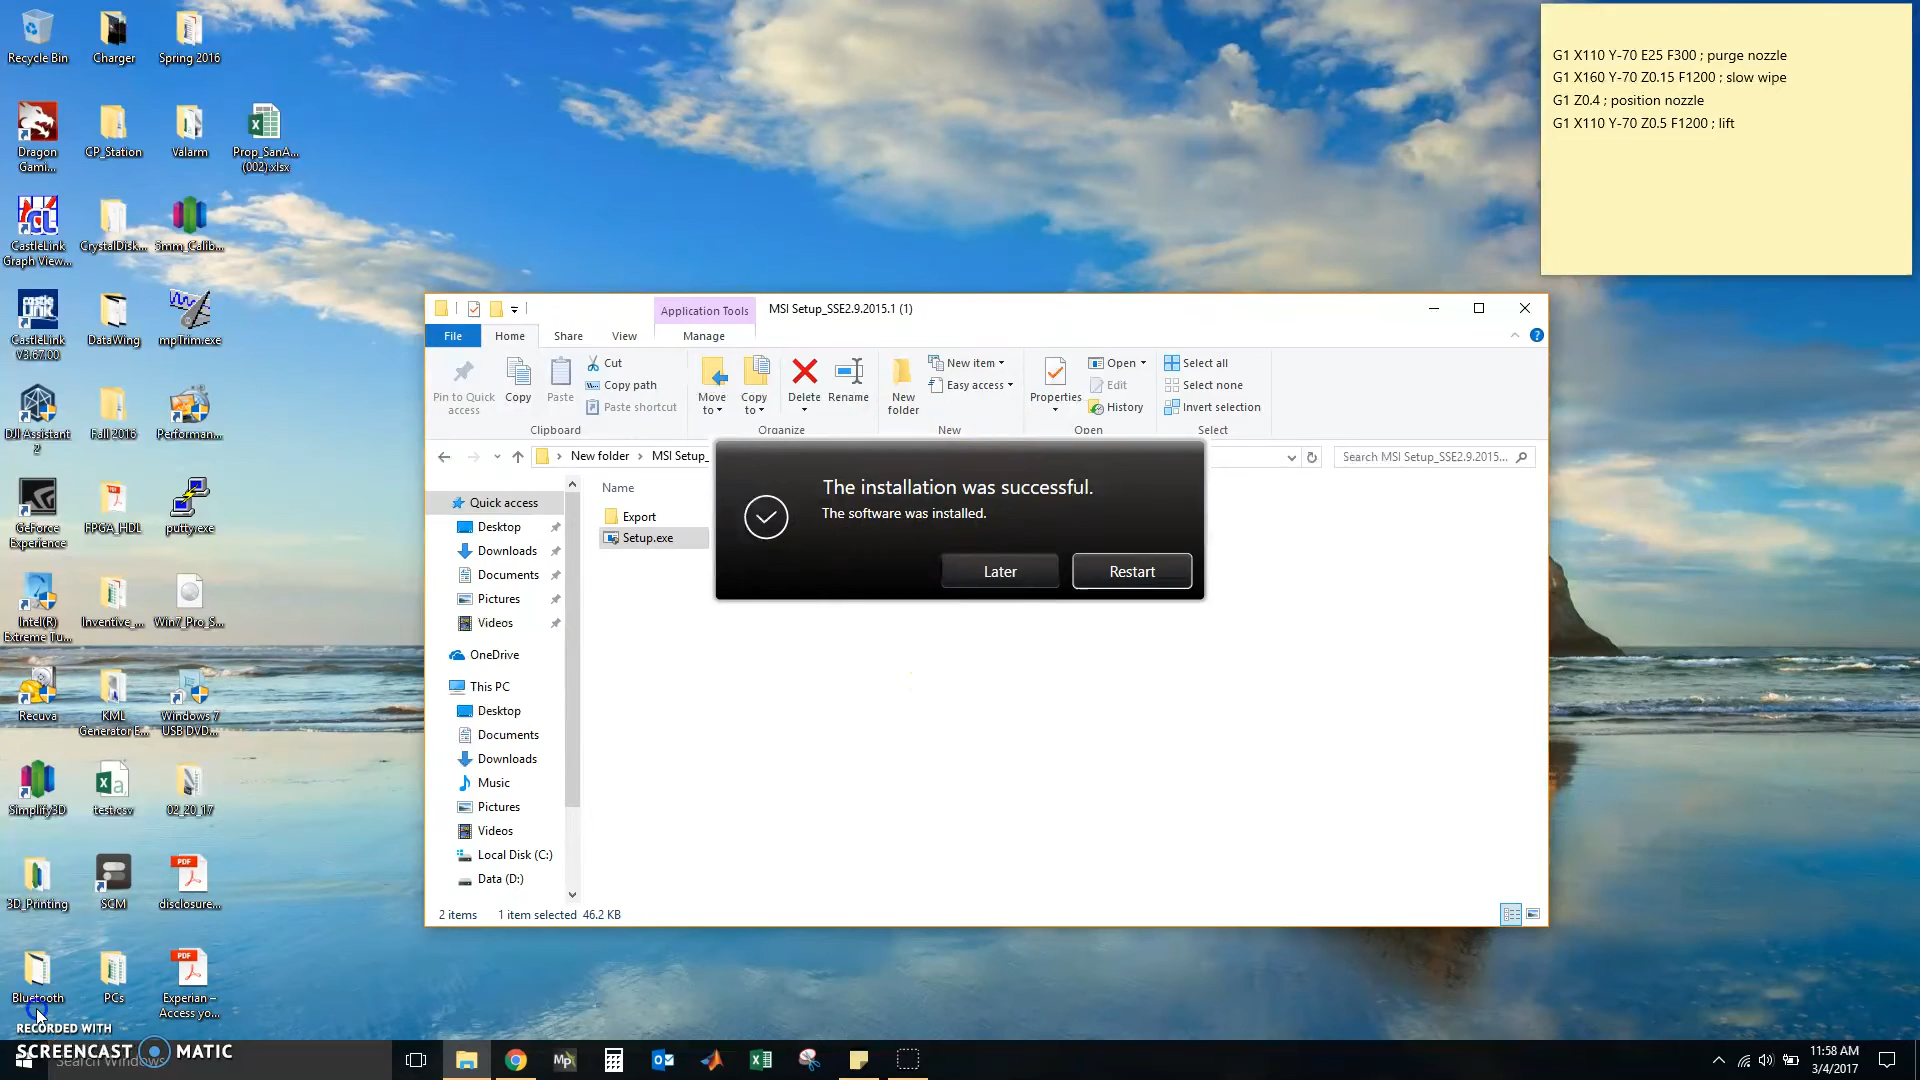 Recycle Bin
Charger
Spring 2016
Dragon
Gami...
CP_Station
Valarm
Prop_SanA...
(002).xlsx
CastleLink
Graph View...
CrystalDisk...
3mm_Calib...
CastleLink
V3.67.00
DataWing
mpTrim.exe
DJI Assistant
2
Fall 2016
Performan...
GeForce
Experience
FPGA_HDL
putty.exe
Intel(R)
Extreme Tu...
Inventive_...
Win7_Pro_S...
Recuva
KML
Generator E...
Windows 7
USB DVD...
Simplify3D
test.csv
02_20_17
3D_Printing
SCM
disclosure...
Bluetooth
PCs
Experian –
Access yo...
G1 X110 Y-70 E25 F300 ; purge nozzle
G1 X160 Y-70 Z0.15 F1200 ; slow wipe
G1 Z0.4 ; position nozzle
G1 X110 Y-70 Z0.5 F1200 ; lift
Application Tools
MSI Setup_SSE2.9.2015.1 (1)
File
Home
Share
View
Manage
Pin to Quick
access
Copy
Paste
Cut
Copy path
Paste shortcut
Clipboard
Move
to
Copy
to
Delete
Rename
Organize
New
folder
New item
Easy access
New
Properties
Open
Edit
History
Open
Select all
Select none
Invert selection
Select
New folder
MSI Setup_
Search MSI Setup_SSE2.9.2015...
Quick access
Desktop
Downloads
Documents
Pictures
Videos
OneDrive
This PC
Desktop
Documents
Downloads
Music
Pictures
Videos
Local Disk (C:)
Data (D:)
Name
Export
Setup.exe
The installation was successful.
The software was installed.
Later
Restart
2 items
1 item selected 46.2 KB
RECORDED WITH
SCREENCAST MATIC
Search Windows
Mp
11:58 AM
3/4/2017